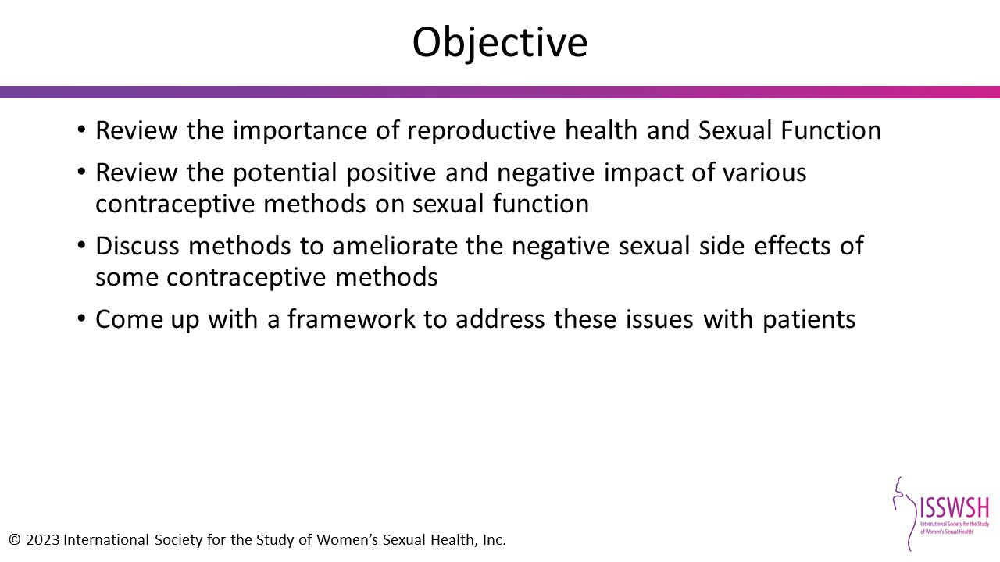 Objective
• Review the importance of reproductive health and Sexual Function
• Review the potential positive and negative impact of various
contraceptive methods on sexual function
• Discuss methods to ameliorate the negative sexual side effects of
some contraceptive methods
• Come up with a framework to address these issues with patients
ISSWSH
International Society for the Study
of Women's Sexual Health
© 2023 International Society for the Study of Women’s Sexual Health, Inc.